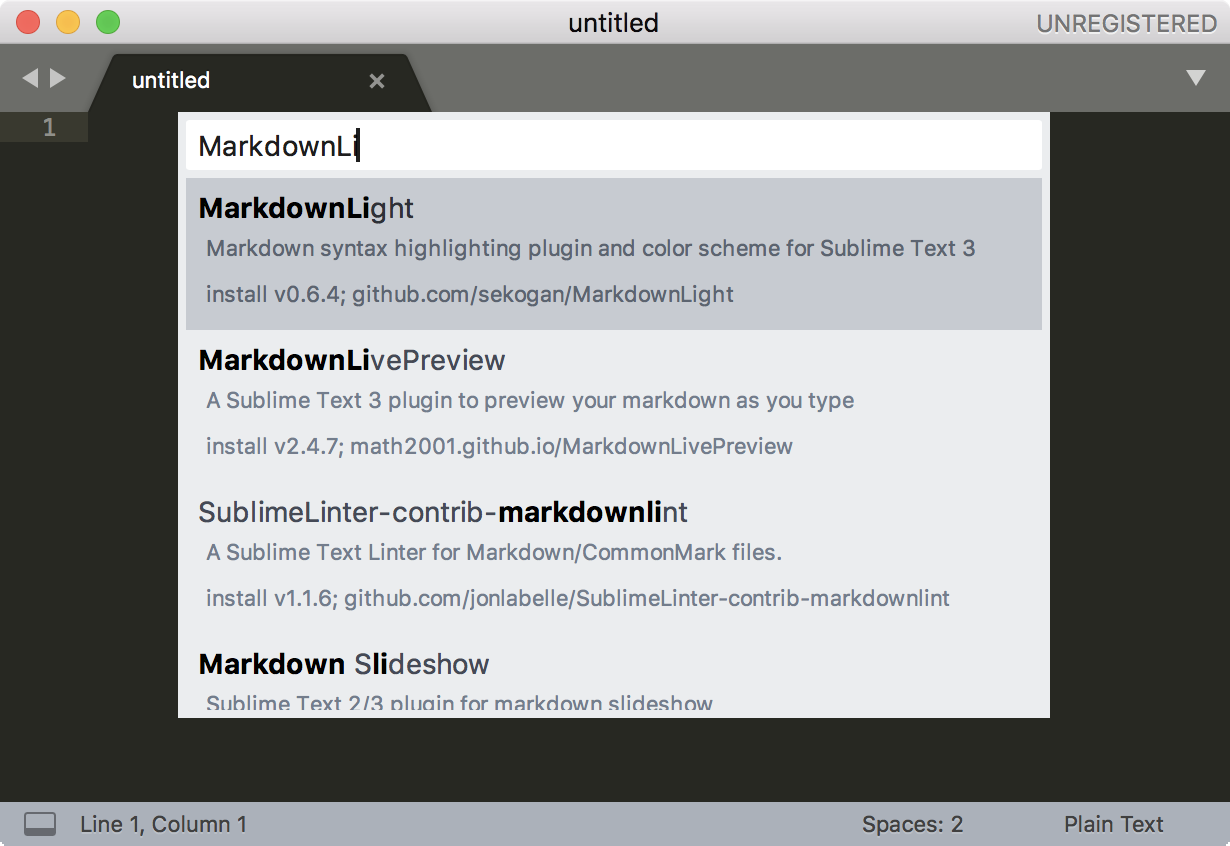 untitled
UNREGISTERED
untitled
1
MarkdownLi
MarkdownLight
Markdown syntax highlighting plugin and color scheme for Sublime Text 3
install v0.6.4; github.com/sekogan/MarkdownLight
MarkdownLivePreview
A Sublime Text 3 plugin to preview your markdown as you type
install v2.4.7; math2001.github.io/MarkdownLivePreview
SublimeLinter-contrib-markdownlint
A Sublime Text Linter for Markdown/CommonMark files.
install v1.1.6; github.com/jonlabelle/SublimeLinter-contrib-markdownlint
Markdown Slideshow
Sublime Text 2/3 plugin for markdown slideshow
Line 1, Column 1
Spaces: 2
Plain Text